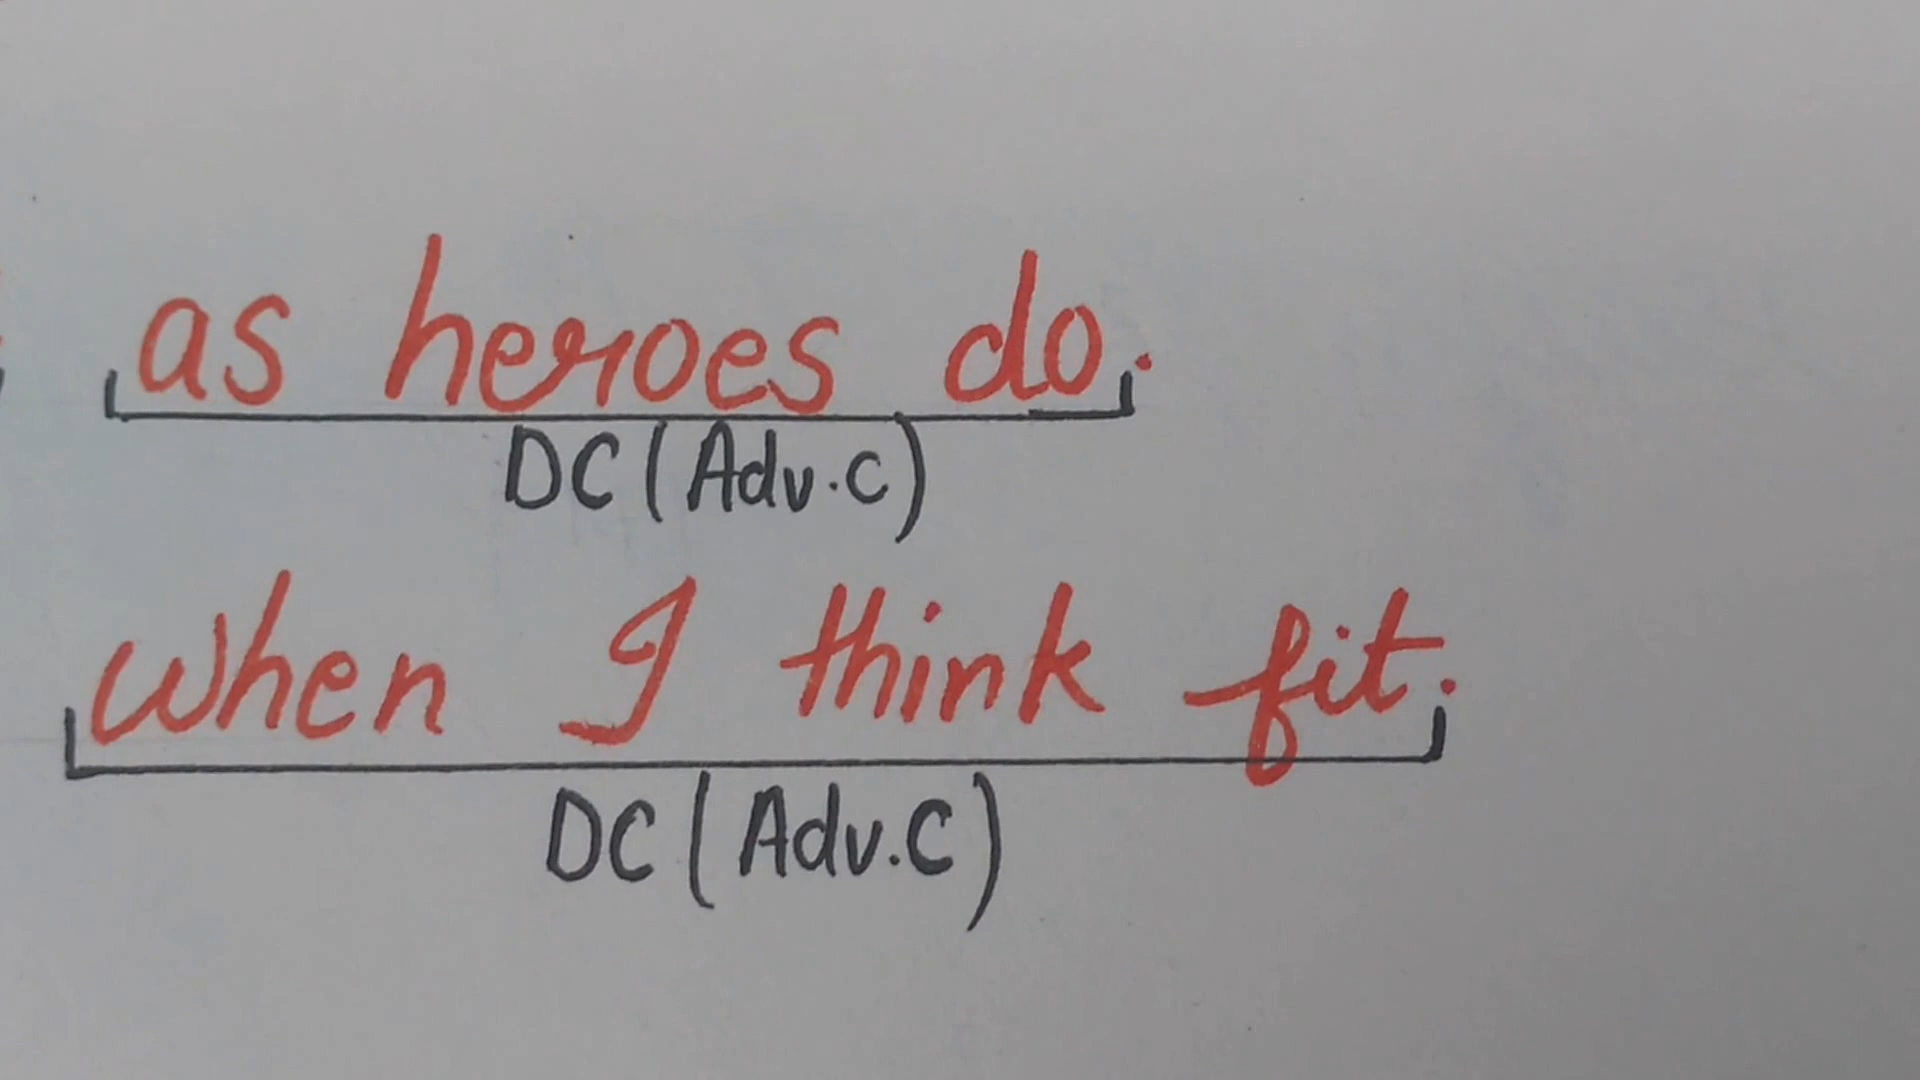 as heroes do.
DC (Adv.C)
when I think fit.
DC (Adv.C)